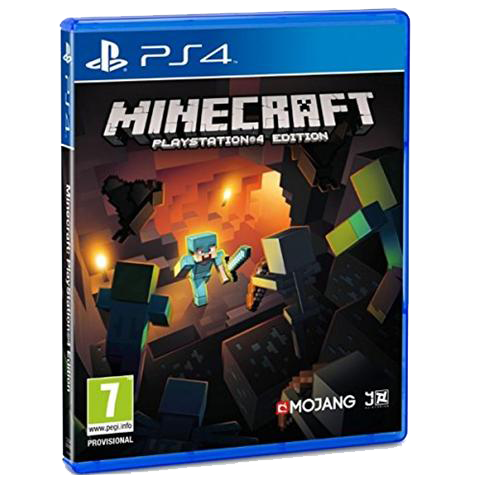 PS4
MINECRAFT
PLAYSTATION®4 EDITION
Minecraft: PlayStation®4 Edition
7
www.pegi.info
PROVISIONAL
MOJANG